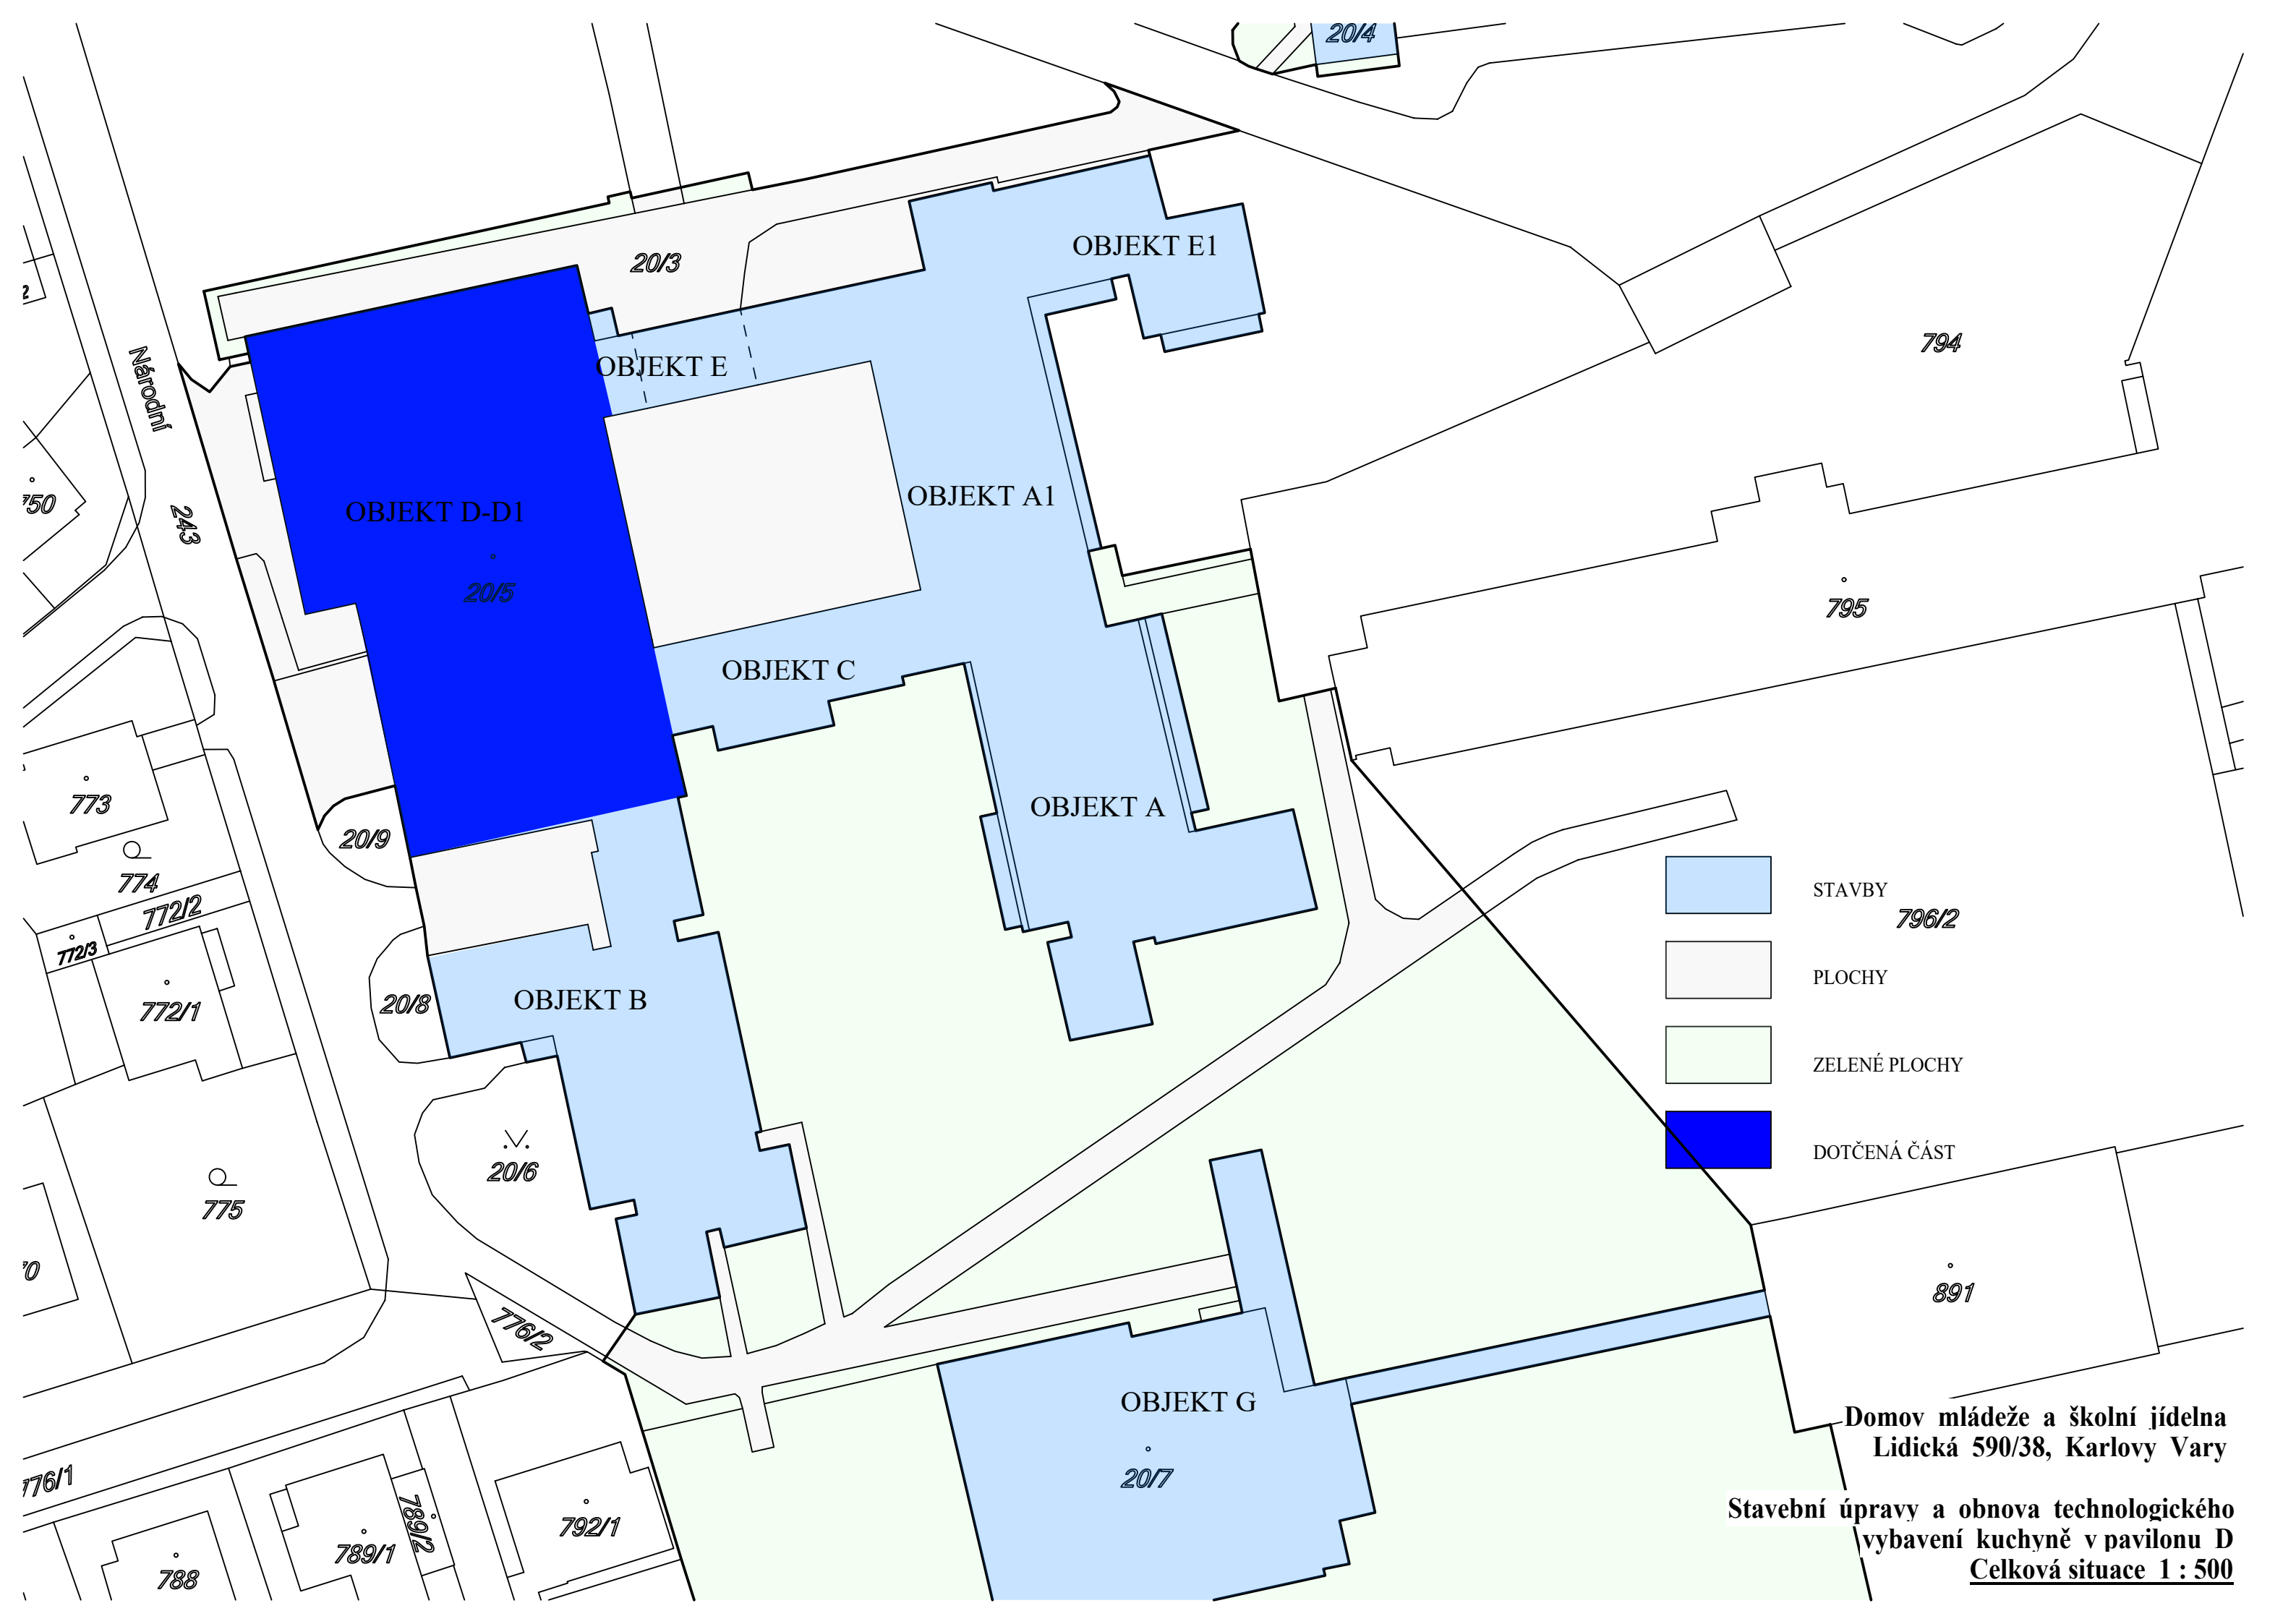 20/4
OBJEKT E1
20/3
Národní
OBJEKT E
794
750
243
OBJEKT D-D1
20/5
OBJEKT A1
795
OBJEKT C
773
OBJEKT A
20/9
774
772/2
772/3
772/1
20/8
OBJEKT B
STAVBY
796/2
PLOCHY
ZELENÉ PLOCHY
DOTČENÁ ČÁST
20/6
775
891
776/2
OBJEKT G
20/7
776/1
789/2
789/1
792/1
788
Domov mládeže a školní jídelna
Lidická 590/38, Karlovy Vary
Stavební úpravy a obnova technologického
vybavení kuchyně v pavilonu D
Celková situace 1 : 500